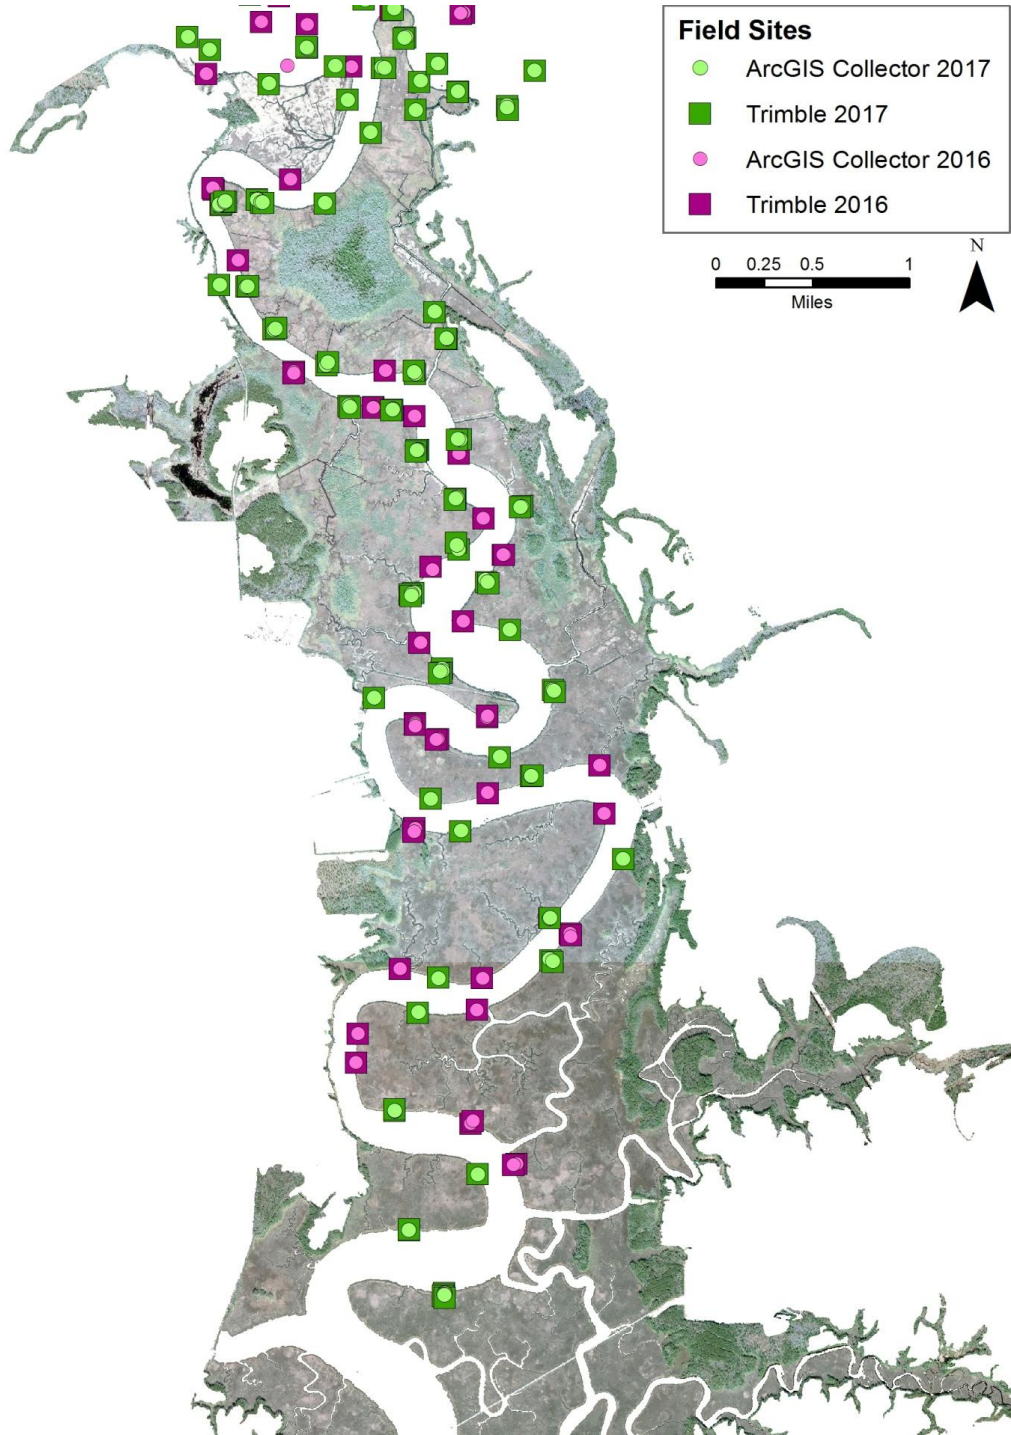 Field Sites
ArcGIS Collector 2017
Trimble 2017
ArcGIS Collector 2016
Trimble 2016
N
0 0.25 0.5 1
Miles